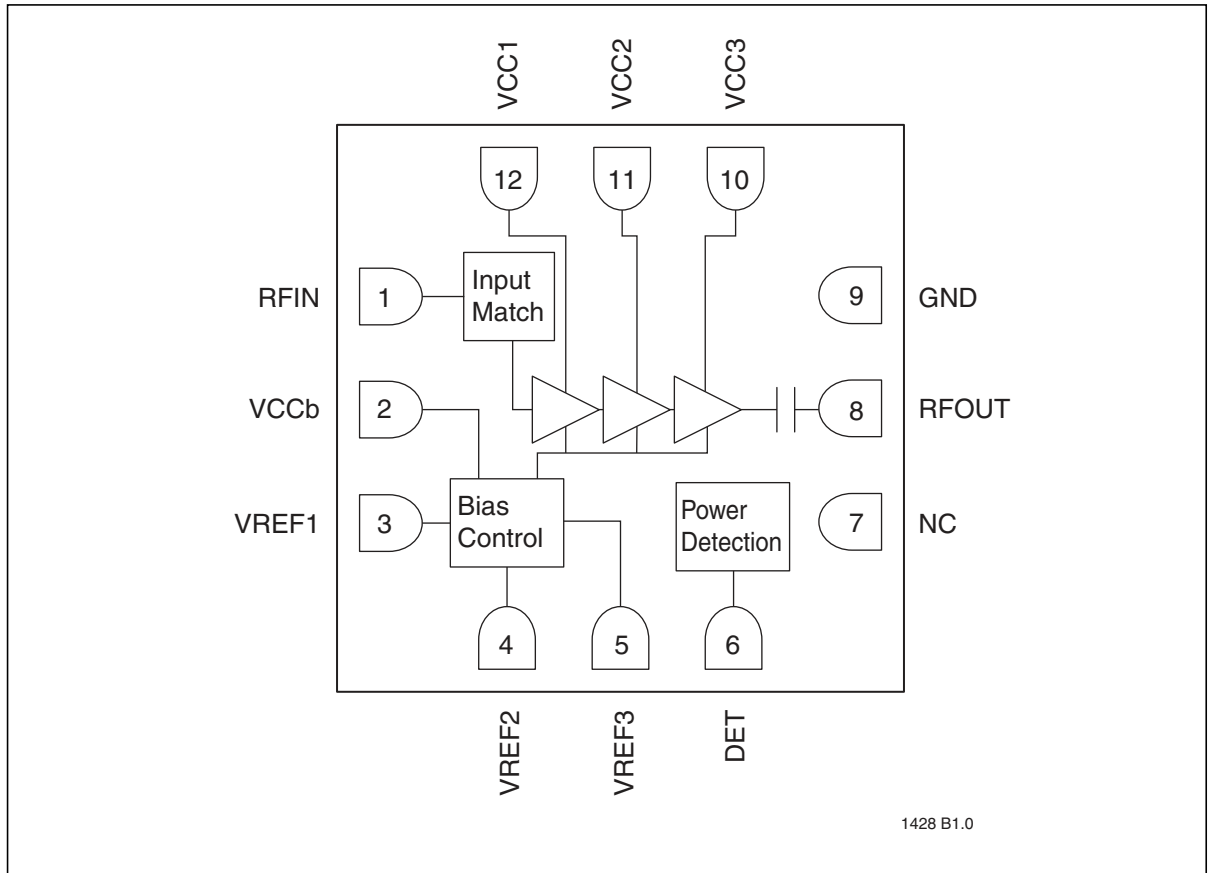 VCC1
VCC2
VCC3
12
11
10
RFIN
1
Input
Match
9
GND
VCCb
2
8
RFOUT
VREF1
3
Bias
Control
Power
Detection
7
NC
4
5
6
VREF2
VREF3
DET
1428 B1.0